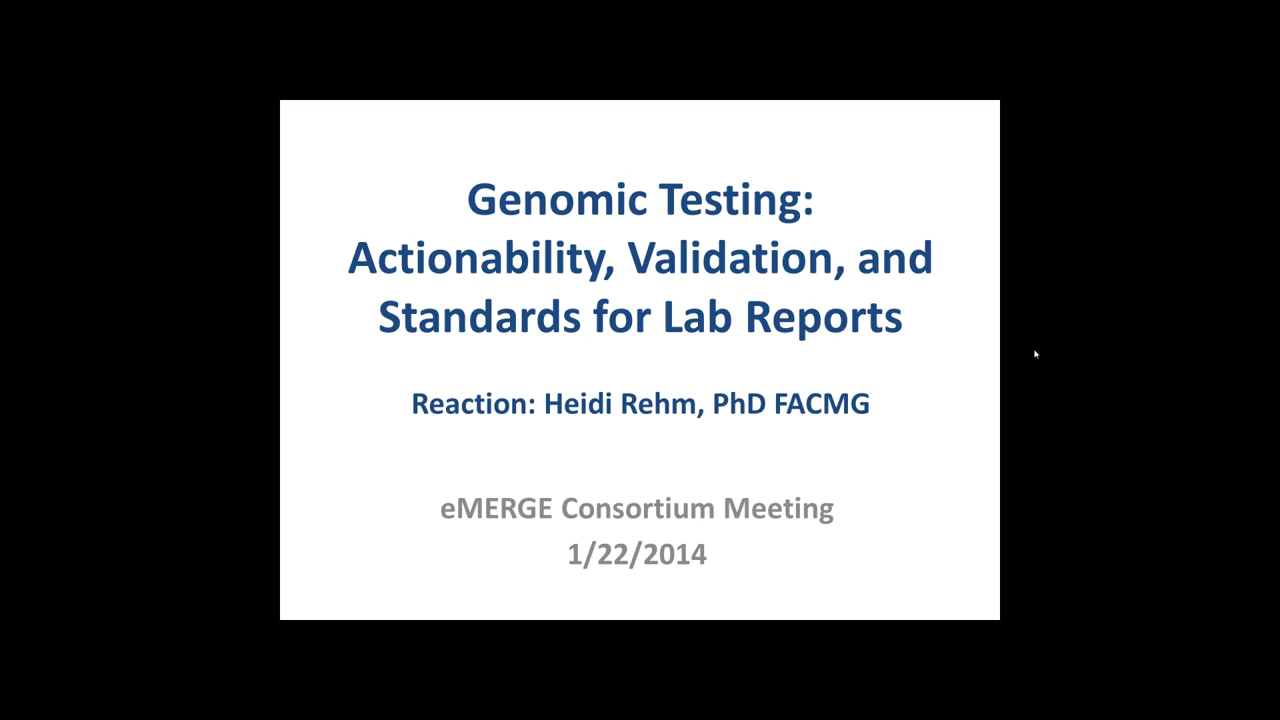 Genomic Testing:
Actionability, Validation, and
Standards for Lab Reports
Reaction: Heidi Rehm, PhD FACMG
eMERGE Consortium Meeting
1/22/2014